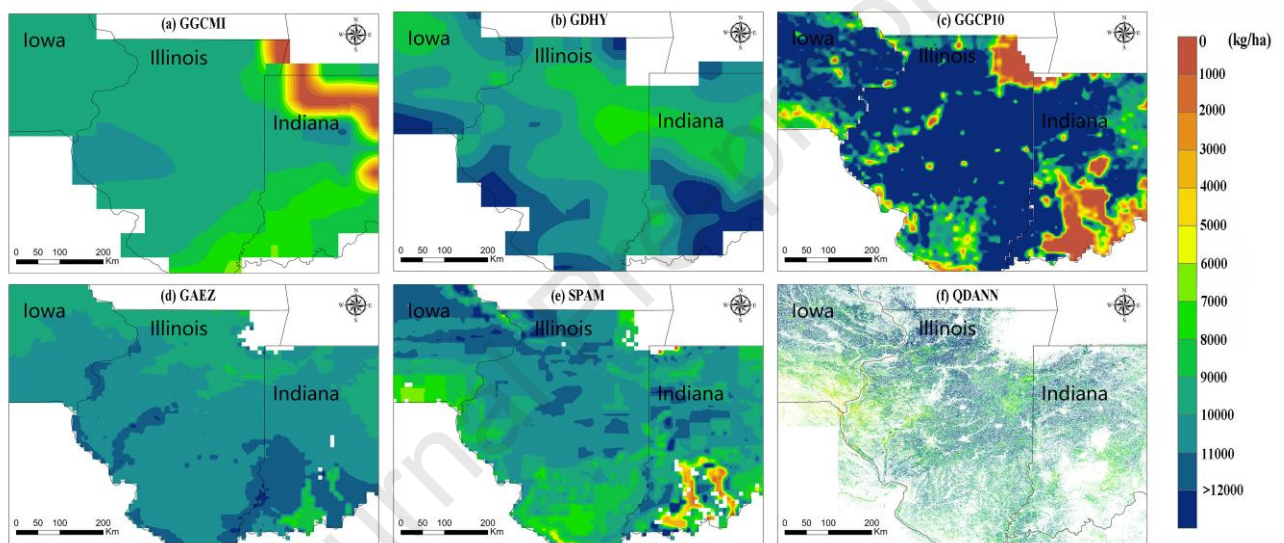 (a) GGCMI
Iowa
Illinois
Indiana
N
W E
S
0 50 100 200
Km
(b) GDHY
Iowa
Illinois
Indiana
N
W E
S
0 50 100 200
Km
(c) GGCP10
Iowa
Illinois
Indiana
N
W E
S
0 50 100 200
Km
(d) GAEZ
Iowa
Illinois
Indiana
N
W E
S
0 50 100 200
Km
(e) SPAM
Iowa
Illinois
Indiana
N
W E
S
0 50 100 200
Km
(f) QDANN
Iowa
Illinois
Indiana
N
W E
S
0 50 100 200
Km
0 (kg/ha)
1000
2000
3000
4000
5000
6000
7000
8000
9000
10000
11000
>12000